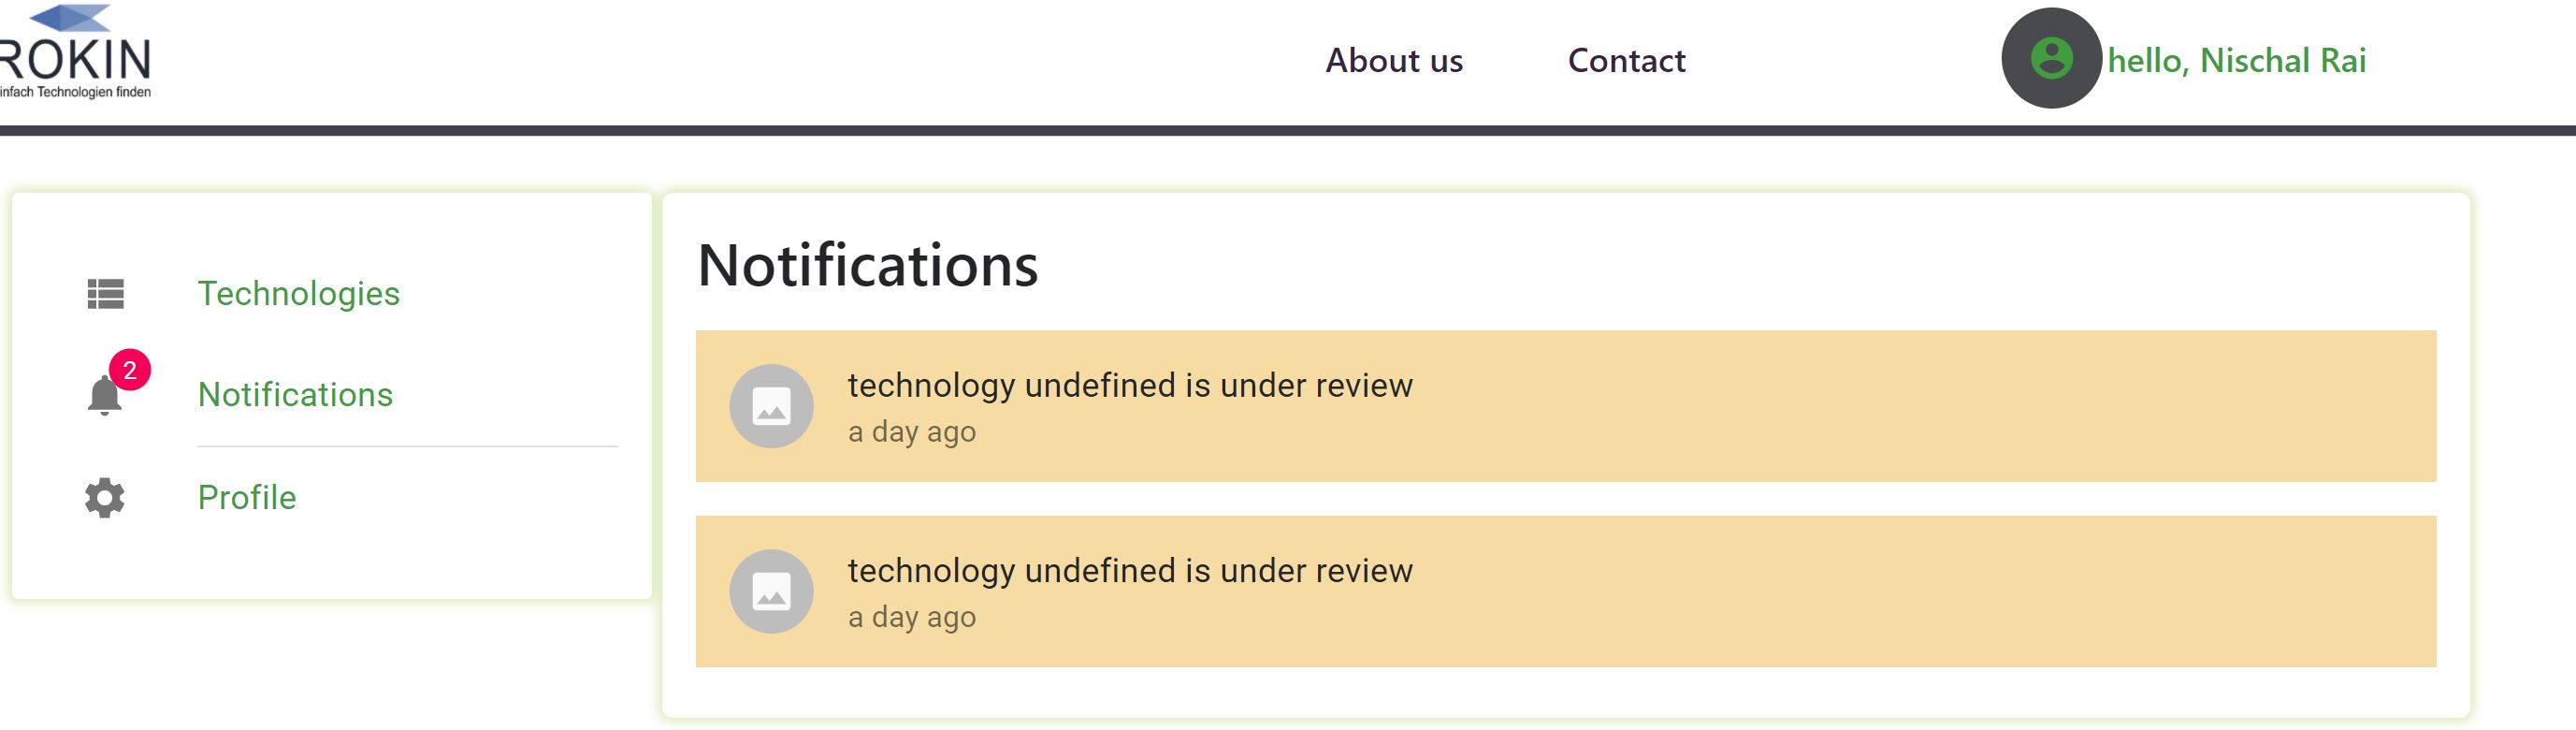 ROKIN
infach Technologien finden
About us
Contact
hello, Nischal Rai
Technologies
2
Notifications
Profile
Notifications
technology undefined is under review
a day ago
technology undefined is under review
a day ago